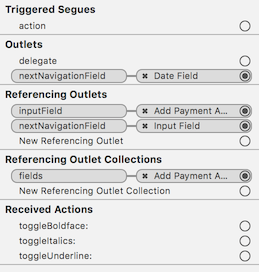 Triggered Segues
action
Outlets
delegate
nextNavigationField ✖ Date Field
Referencing Outlets
inputField ✖ Add Payment A...
nextNavigationField ✖ Input Field
New Referencing Outlet
Referencing Outlet Collections
fields ✖ Add Payment A...
New Referencing Outlet Collection
Received Actions
toggleBoldface:
toggleItalics:
toggleUnderline: